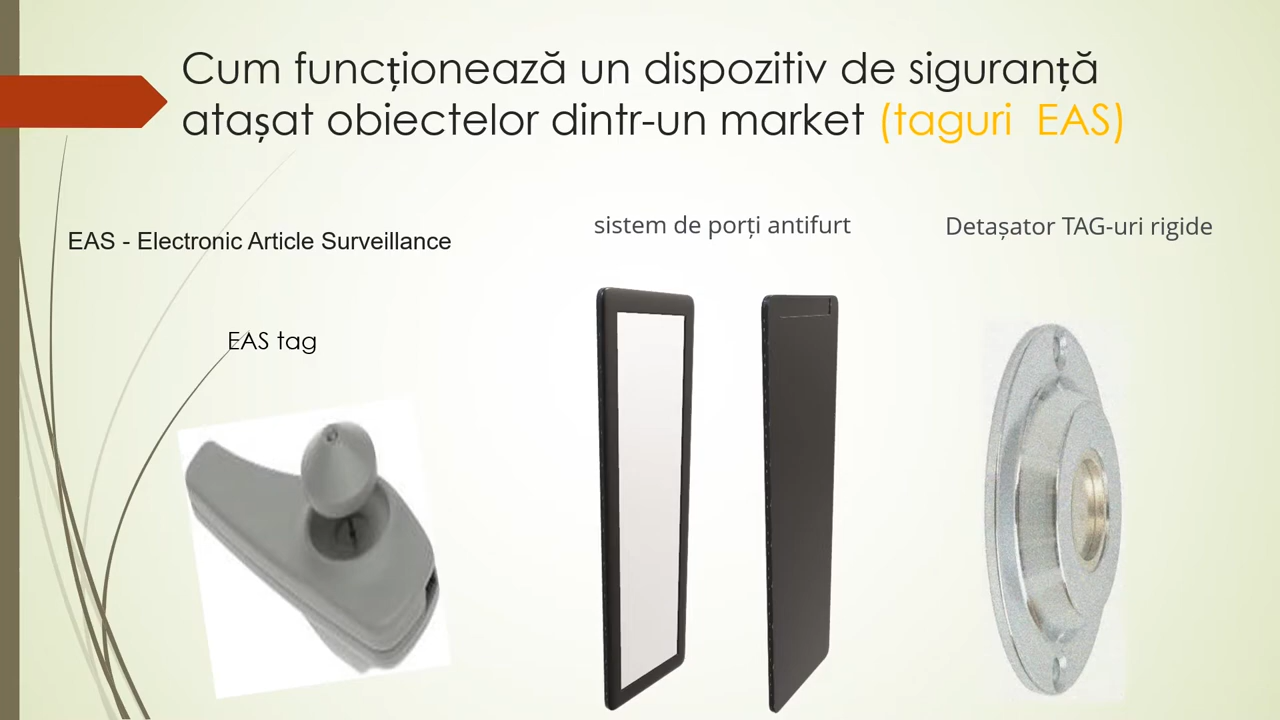 Cum funcționează un dispozitiv de siguranță
atașat obiectelor dintr-un market (taguri EAS)
EAS - Electronic Article Surveillance
sistem de porți antifurt
Detașator TAG-uri rigide
EAS tag